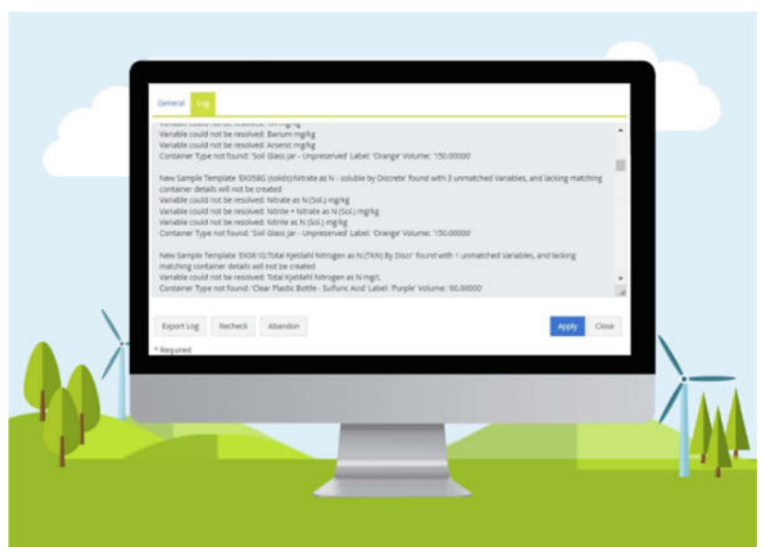 General Log
Variable could not be resolved: mg/kg
Variable could not be resolved: Barium mg/kg
Variable could not be resolved: Arsenic mg/kg
Container Type not found: 'Soil Glass Jar - Unpreserved' Label: 'Orange' Volume: '150.00000'
New Sample Template 'EK058G (solids):Nitrate as N - soluble by Discrete' found with 3 unmatched Variables, and lacking matching
container details will not be created
Variable could not be resolved: Nitrate as N (Sol.) mg/kg
Variable could not be resolved: Nitrite + Nitrate as N (Sol.) mg/kg
Variable could not be resolved: Nitrite as N (Sol.) mg/kg
Container Type not found: 'Soil Glass Jar - Unpreserved' Label: 'Orange' Volume: '150.00000'
New Sample Template 'EK061G:Total Kjeldahl Nitrogen as N (TKN) By Discr' found with 1 unmatched Variables, and lacking
matching container details will not be created
Variable could not be resolved: Total Kjeldahl Nitrogen as N mg/L
Container Type not found: 'Clear Plastic Bottle - Sulfuric Acid' Label: 'Purple' Volume: '60.00000'
Export Log Recheck Abandon Apply Close
* Required